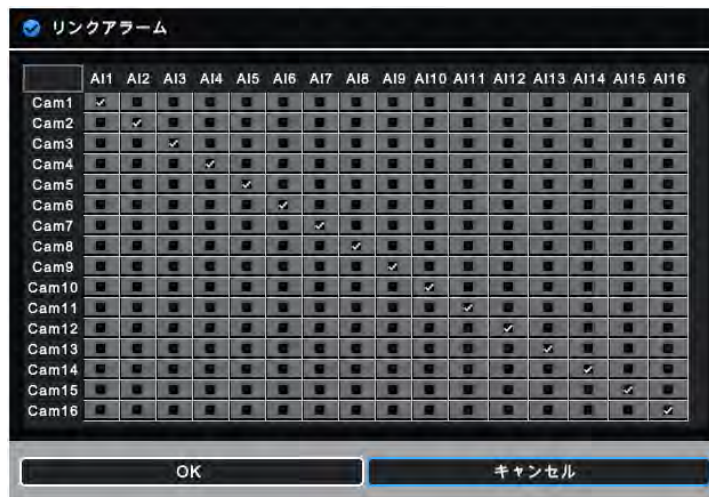 リンクアラーム
AI1 AI2 AI3 AI4 AI5 AI6 AI7 AI8 AI9 AI10 AI11 AI12 AI13 AI14 AI15 AI16
Cam1
Cam2
Cam3
Cam4
Cam5
Cam6
Cam7
Cam8
Cam9
Cam10
Cam11
Cam12
Cam13
Cam14
Cam15
Cam16
OK キャンセル